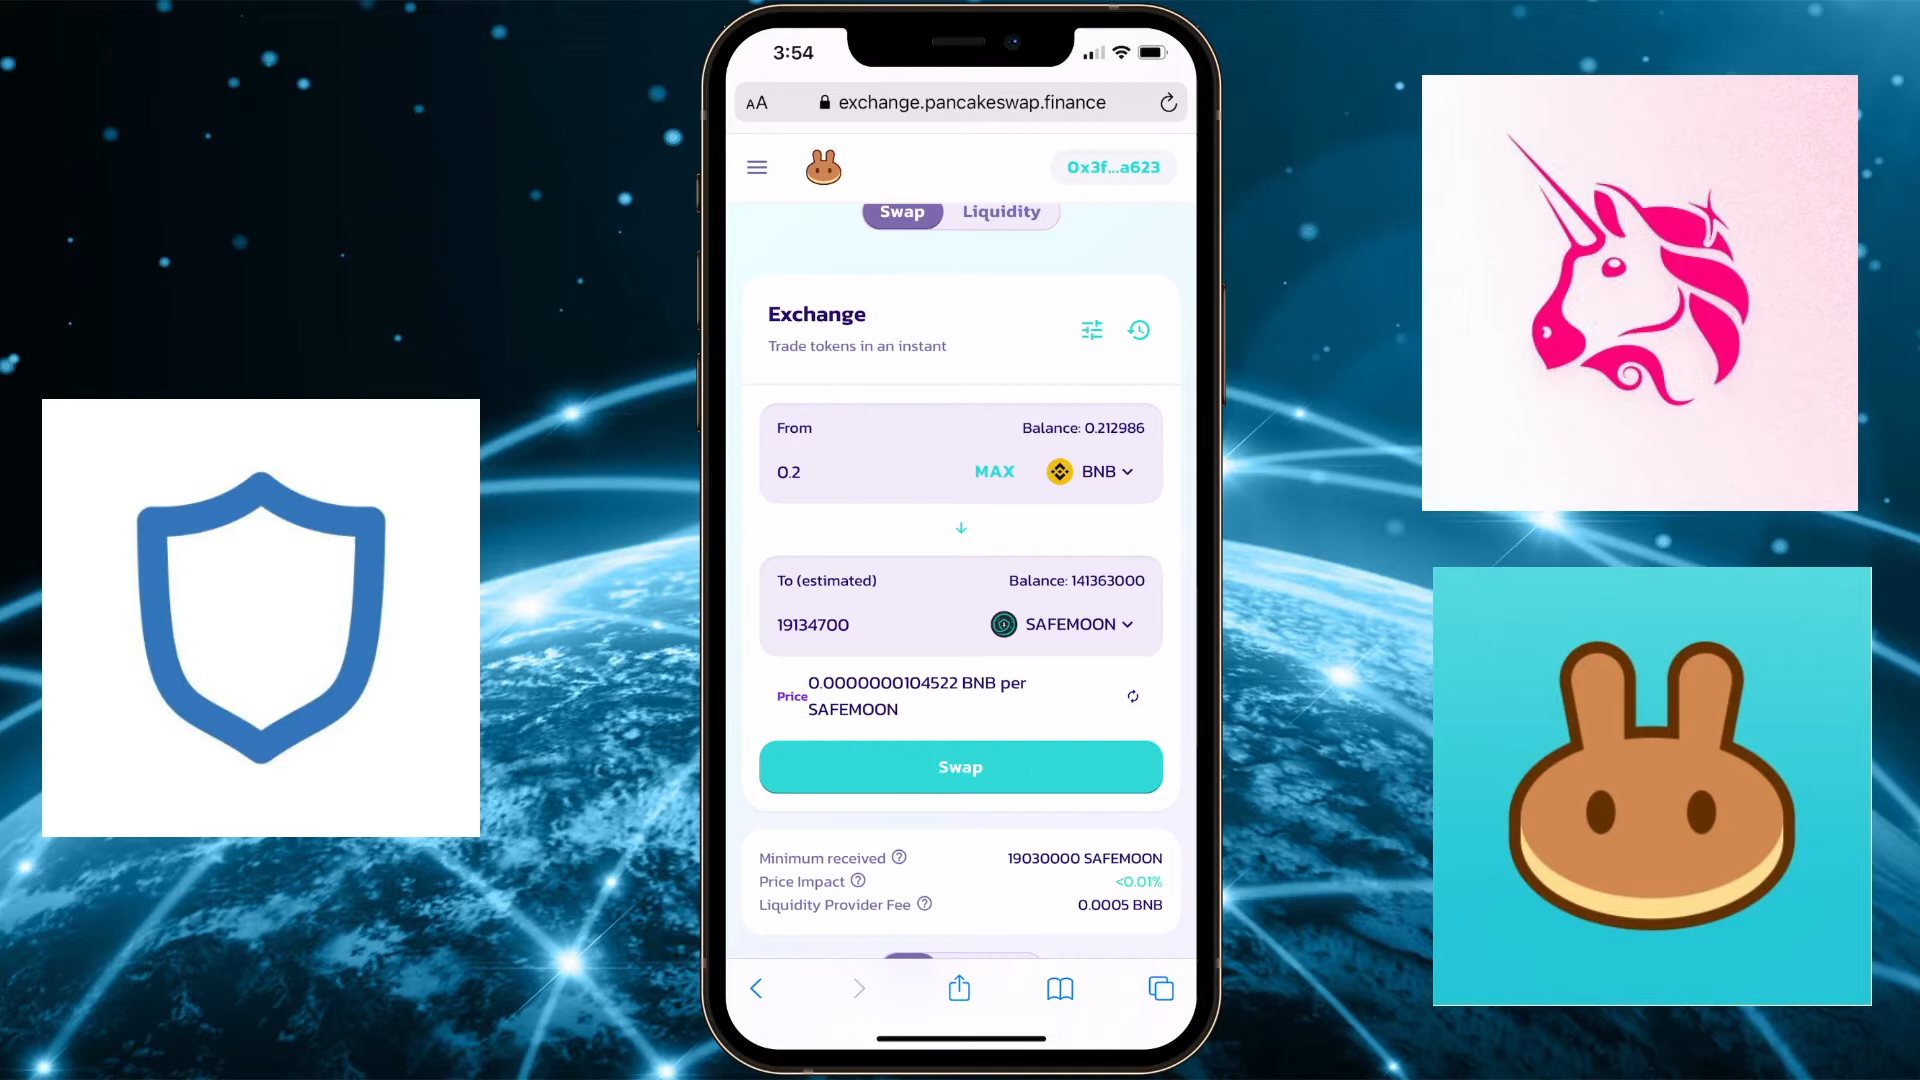 3:54
AA
exchange.pancakeswap.finance
0x3f...a623
Swap Liquidity
Exchange
Trade tokens in an instant
From Balance: 0.212986
0.2 MAX BNB
To (estimated) Balance: 141363000
19134700 SAFEMOON
Price 0.0000000104522 BNB per
SAFEMOON
Swap
Minimum received 19030000 SAFEMOON
Price Impact <0.01%
Liquidity Provider Fee 0.0005 BNB